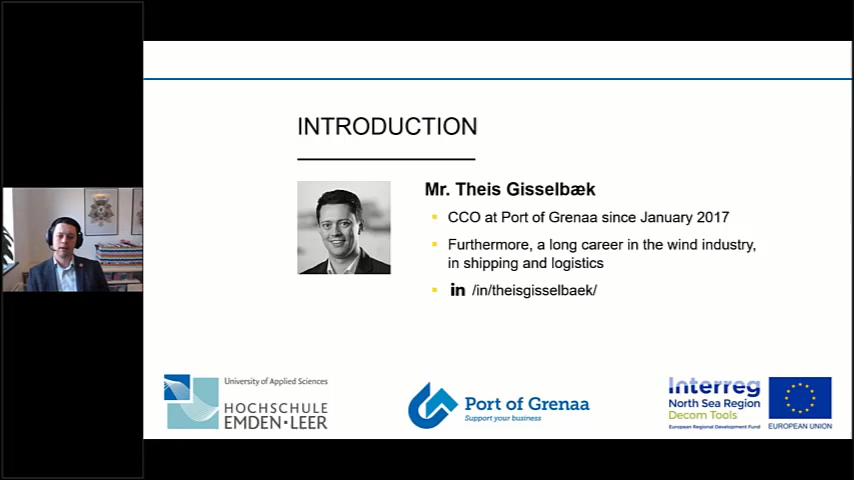 INTRODUCTION
Mr. Theis Gisselbæk
CCO at Port of Grenaa since January 2017
Furthermore, a long career in the wind industry,
in shipping and logistics
in /in/theisgisselbaek/
University of Applied Sciences
HOCHSCHULE
EMDEN•LEER
Port of Grenaa
Support your business
Interreg
North Sea Region
Decom Tools
European Regional Development Fund
EUROPEAN UNION